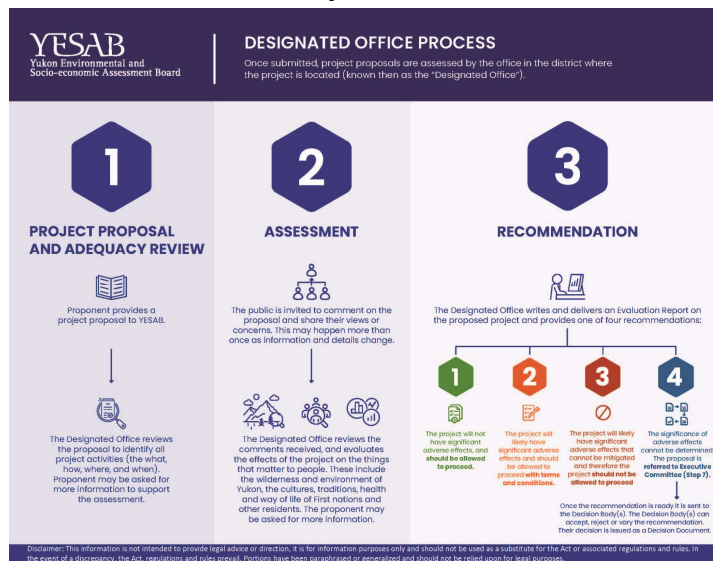 YESAB
Yukon Environmental and
Socio-economic Assessment Board
DESIGNATED OFFICE PROCESS
Once submitted, project proposals are assessed by the office in the district where
the project is located (known then as the “Designated Office”).
1
PROJECT PROPOSAL
AND ADEQUACY REVIEW
Proponent provides a
project proposal to YESAB.
The Designated Office reviews
the proposal to identify all
project activities (the what,
how, where, and when).
Proponent may be asked for
more information to support
the assessment.
2
ASSESSMENT
The public is invited to comment on the
proposal and share their views or
concerns. This may happen more than
once as information and details change.
The Designated Office reviews the
comments received, and evaluates
the effects of the project on the things
that matter to people. These include
the wilderness and environment of
Yukon, the cultures, traditions, health
and way of life of First nations and
other residents. The proponent may
be asked for more information.
3
RECOMMENDATION
The Designated Office writes and delivers an Evaluation Report on
the proposed project and provides one of four recommendations:
1
The project will not
have significant
adverse effects, and
should be allowed
to proceed.
2
The project will
likely have
significant adverse
effects and should
be allowed to
proceed with terms
and conditions.
3
The project will likely
have significant
adverse effects that
cannot be mitigated
and therefore the
project should not be
allowed to proceed
4
The significance of
adverse effects
cannot be determined.
The proposal is
referred to Executive
Committee (Step 7).
Once the recommendation is ready it is sent to
the Decision Body(s). The Decision Body(s) can
accept, reject or vary the recommendation.
Their decision is issued as a Decision Document.
Disclaimer: This information is not intended to provide legal advice or direction, it is for information purposes only and should not be used as a substitute for the Act or associated regulations and rules. In
the event of a discrepancy, the Act, regulations and rules prevail. Portions have been paraphrased or generalized and should not be relied upon for legal purposes.